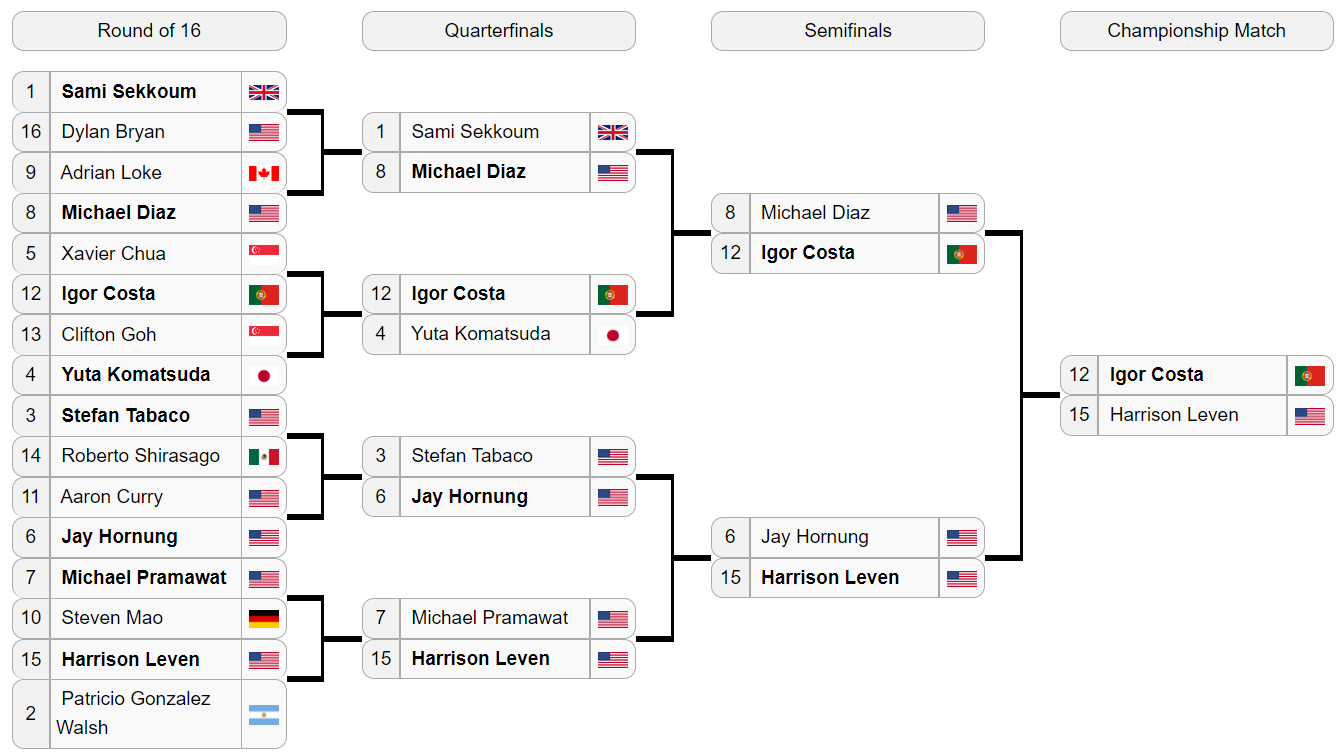 Round of 16
Quarterfinals
Semifinals
Championship Match
1 Sami Sekkoum
16 Dylan Bryan
9 Adrian Loke
8 Michael Diaz
5 Xavier Chua
12 Igor Costa
13 Clifton Goh
4 Yuta Komatsuda
3 Stefan Tabaco
14 Roberto Shirasago
11 Aaron Curry
6 Jay Hornung
7 Michael Pramawat
10 Steven Mao
15 Harrison Leven
2 Patricio Gonzalez
Walsh
1 Sami Sekkoum
8 Michael Diaz
12 Igor Costa
4 Yuta Komatsuda
3 Stefan Tabaco
6 Jay Hornung
7 Michael Pramawat
15 Harrison Leven
8 Michael Diaz
12 Igor Costa
6 Jay Hornung
15 Harrison Leven
12 Igor Costa
15 Harrison Leven